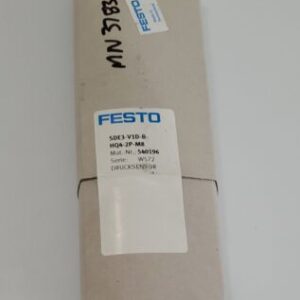 MN 3783
FESTO
FESTO
SDE3-V1D-B-
HQ4-2P-M8
Mat. Nr.: 540196
Serie: W572
DRUCKSENSOR